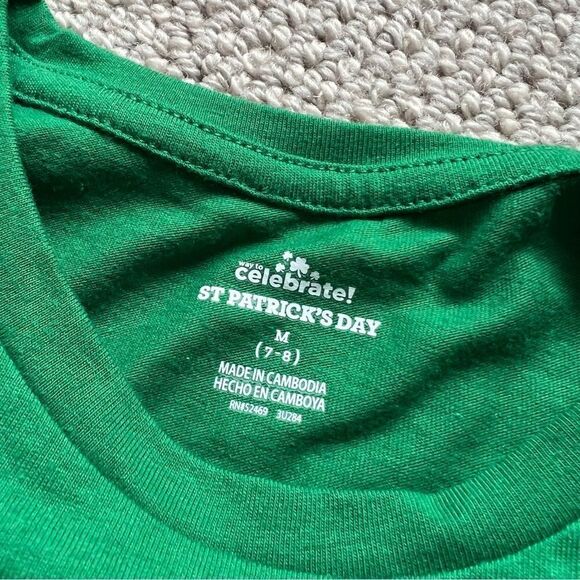 way to
celebrate!
ST PATRICK'S DAY
M
(7-8)
MADE IN CAMBODIA
HECHO EN CAMBOYA
RN#52469 3U284